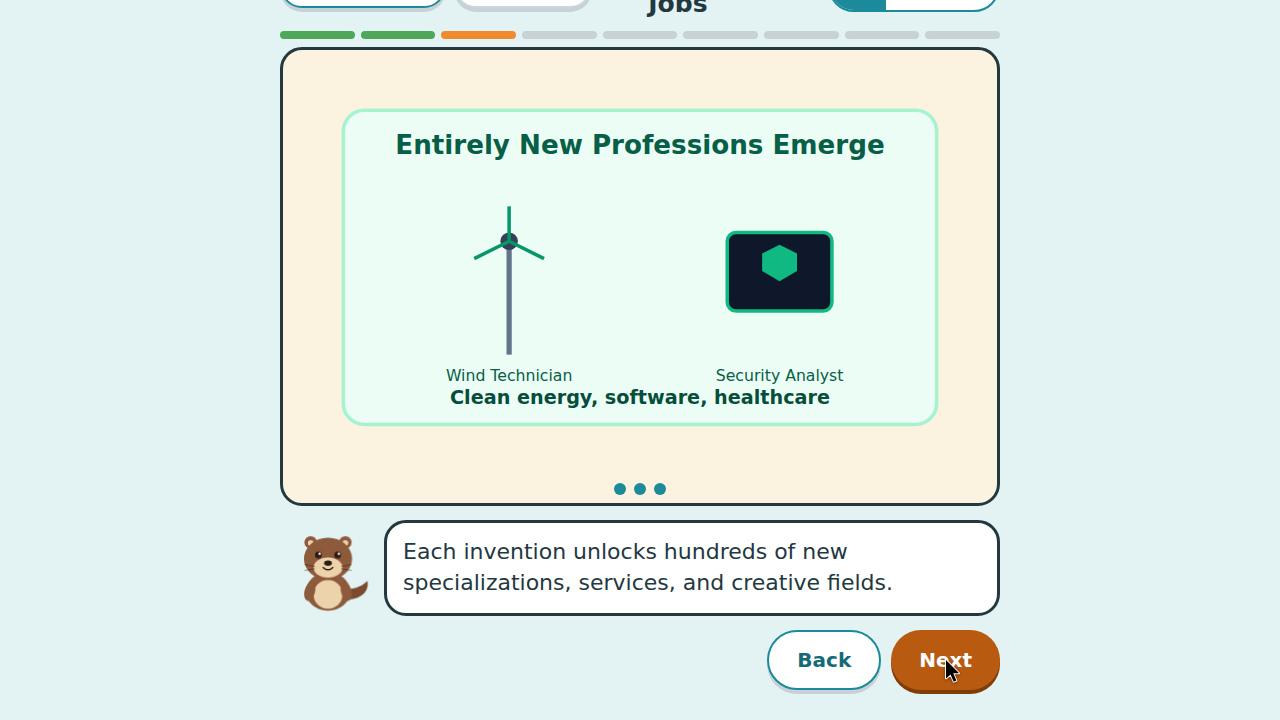 Jobs
Entirely New Professions Emerge
Wind Technician
Security Analyst
Clean energy, software, healthcare
Each invention unlocks hundreds of new
specializations, services, and creative fields.
Back
Next